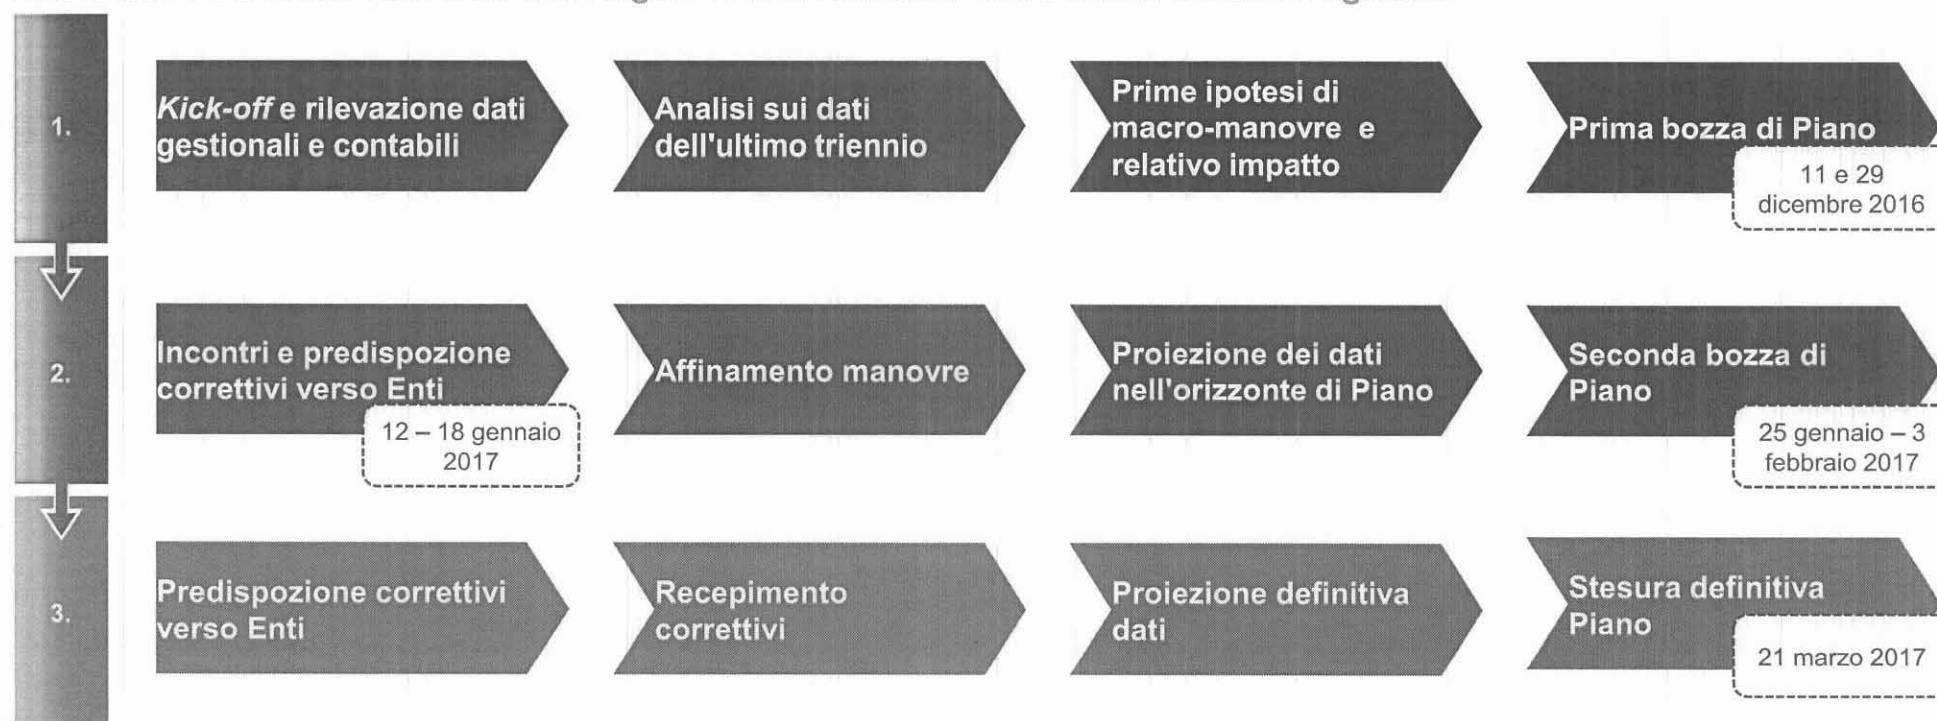 1.
Kick-off e rilevazione dati
gestionali e contabili
Analisi sui dati
dell'ultimo triennio
Prime ipotesi di
macro-manovre e
relativo impatto
Prima bozza di Piano
11 e 29
dicembre 2016
2.
Incontri e predispozione
correttivi verso Enti
12 – 18 gennaio
2017
Affinamento manovre
Proiezione dei dati
nell'orizzonte di Piano
Seconda bozza di
Piano
25 gennaio – 3
febbraio 2017
3.
Predispozione correttivi
verso Enti
Recepimento
correttivi
Proiezione definitiva
dati
Stesura definitiva
Piano
21 marzo 2017